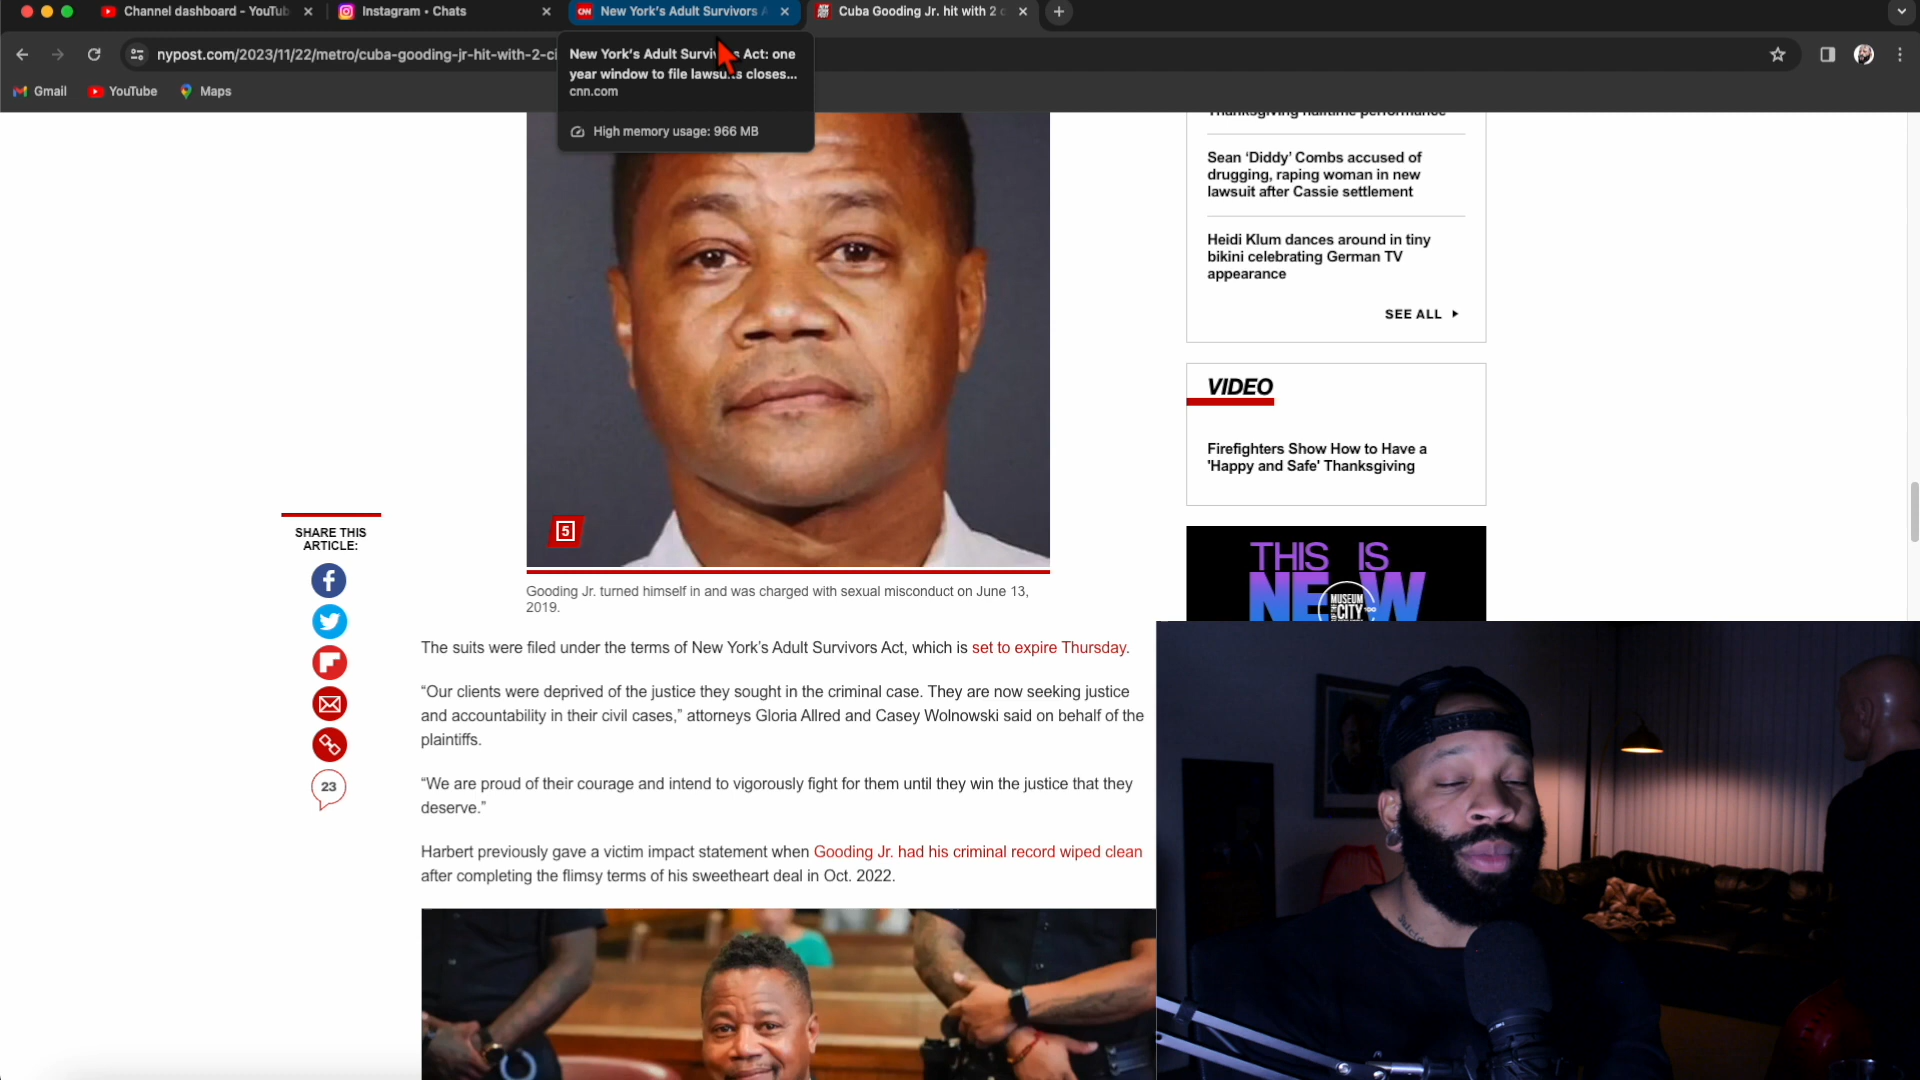 Channel dashboard - YouTub
Instagram • Chats
New York's Adult Survivors A
Cuba Gooding Jr. hit with 2 c
nypost.com/2023/11/22/metro/cuba-gooding-jr-hit-with-2-ci
New York's Adult Survivors Act: one
year window to file lawsuits closes...
cnn.com
High memory usage: 966 MB
Gmail
YouTube
Maps
Thanksgiving halftime performance
Sean 'Diddy' Combs accused of
drugging, raping woman in new
lawsuit after Cassie settlement
Heidi Klum dances around in tiny
bikini celebrating German TV
appearance
SEE ALL
VIDEO
Firefighters Show How to Have a
'Happy and Safe' Thanksgiving
THIS IS
NEW
MUSEUM
CITY
5
SHARE THIS
ARTICLE:
23
Gooding Jr. turned himself in and was charged with sexual misconduct on June 13,
2019.
The suits were filed under the terms of New York's Adult Survivors Act, which is set to expire Thursday.
“Our clients were deprived of the justice they sought in the criminal case. They are now seeking justice
and accountability in their civil cases,” attorneys Gloria Allred and Casey Wolnowski said on behalf of the
plaintiffs.
“We are proud of their courage and intend to vigorously fight for them until they win the justice that they
deserve.”
Harbert previously gave a victim impact statement when Gooding Jr. had his criminal record wiped clean
after completing the flimsy terms of his sweetheart deal in Oct. 2022.